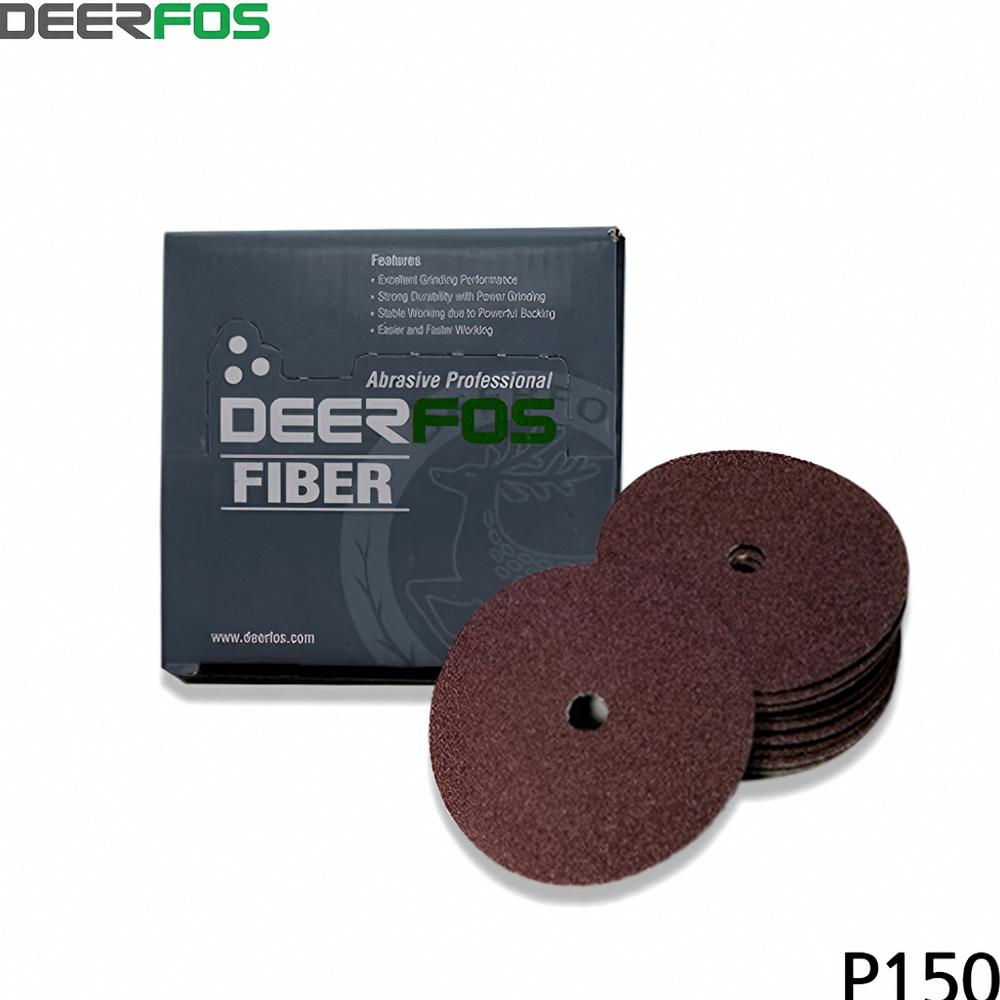 DEERFOS
Features
• Excellent Grinding Performance
• Strong Durability with Power Grinding
• Stable Working due to Powerful Backing
• Easier and Faster Working
Abrasive Professional
DEERFOS
FIBER
www.deerfos.com
P150